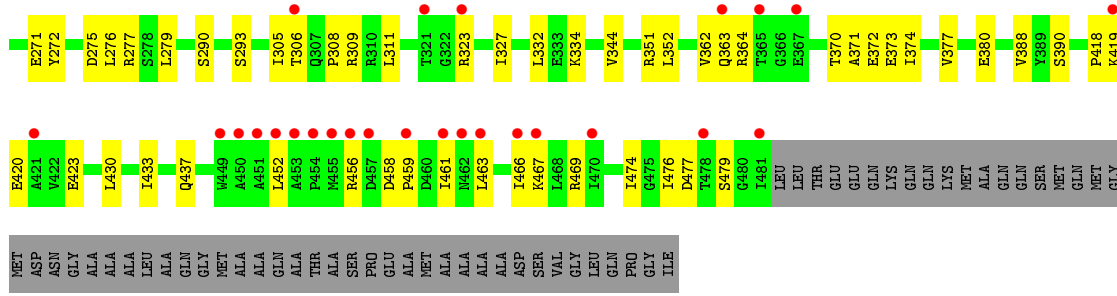 E271 Y272 D275 L276 R277 S278 L279 S290 S293 I305 T306 Q307 P308 R309 R310 L311 T321 G322 R323 I327 L332 E333 K334 V344 R351 L352 V362 Q363 R364 T365 G366 E367 T370 A371 E372 E373 I374 V377 E380 V388 Y389 S390 P418 K419
E420 A421 V422 E423 L430 I433 Q437 W449 A450 A451 L452 A453 P454 M455 R456 D457 D458 P459 D460 I461 N462 L463 I466 K467 L468 R469 I470 I474 G475 I476 D477 T478 S479 G480 I481 LEU LEU THR GLU GLU GLN LYS GLN GLN LYS MET ALA GLN GLN SER MET GLN MET GLY
MET ASP ASN GLY ALA ALA ALA LEU ALA GLN GLY MET ALA ALA GLN ALA THR ALA SER PRO GLU ALA MET ALA ALA ALA ALA ASP SER VAL GLY LEU GLN PRO GLY ILE